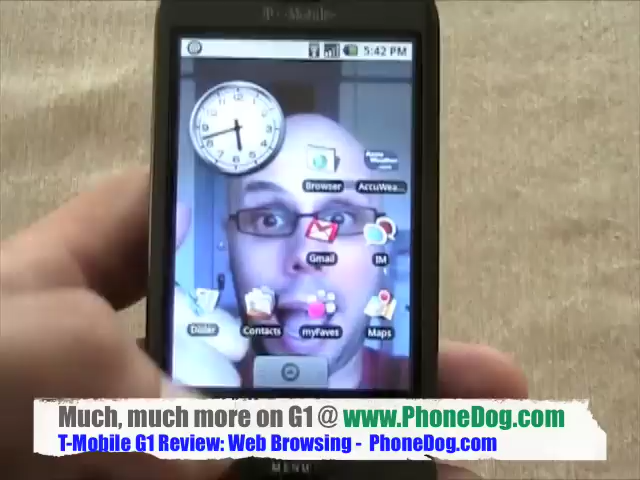 T-Mobile
5:42 PM
Browser
AccuWea...
Gmail
IM
Dialer
Contacts
myFaves
Maps
Much, much more on G1 @ www.PhoneDog.com
T-Mobile G1 Review: Web Browsing - PhoneDog.com
MENU